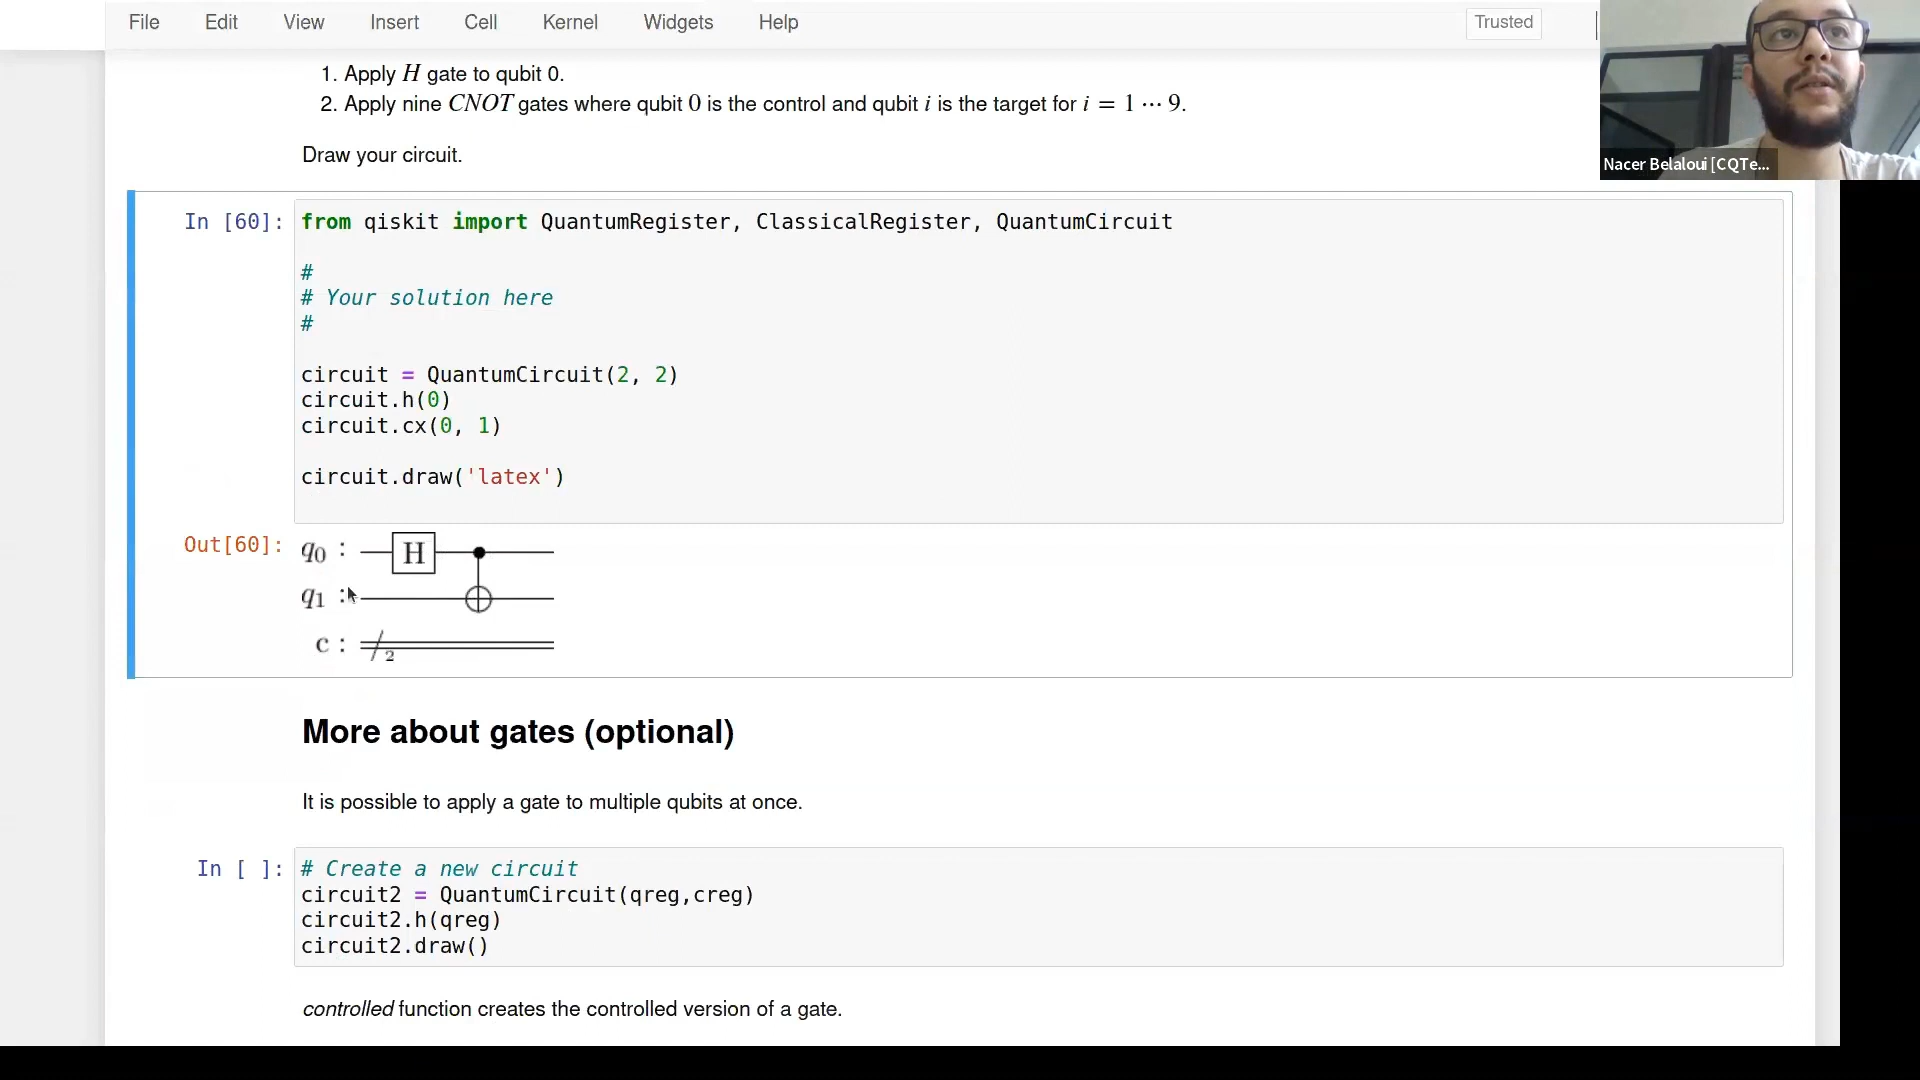 File Edit View Insert Cell Kernel Widgets Help Trusted
1. Apply H gate to qubit 0.
2. Apply nine CNOT gates where qubit 0 is the control and qubit i is the target for i = 1 ⋯ 9.
Nacer Belaloui [CQTe...
Draw your circuit.
In [60]: from qiskit import QuantumRegister, ClassicalRegister, QuantumCircuit
#
# Your solution here
#
circuit = QuantumCircuit(2, 2)
circuit.h(0)
circuit.cx(0, 1)
circuit.draw('latex')
Out[60]: q0 : H
q1 :
c : / 2
More about gates (optional)
It is possible to apply a gate to multiple qubits at once.
In [ ]: # Create a new circuit
circuit2 = QuantumCircuit(qreg,creg)
circuit2.h(qreg)
circuit2.draw()
controlled function creates the controlled version of a gate.